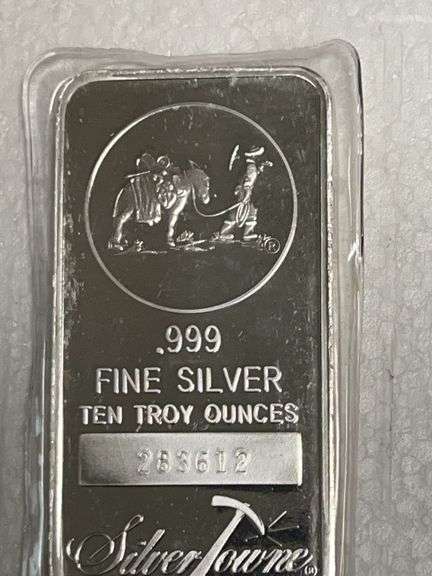 ®
.999
FINE SILVER
TEN TROY OUNCES
283612
SilverTowne®